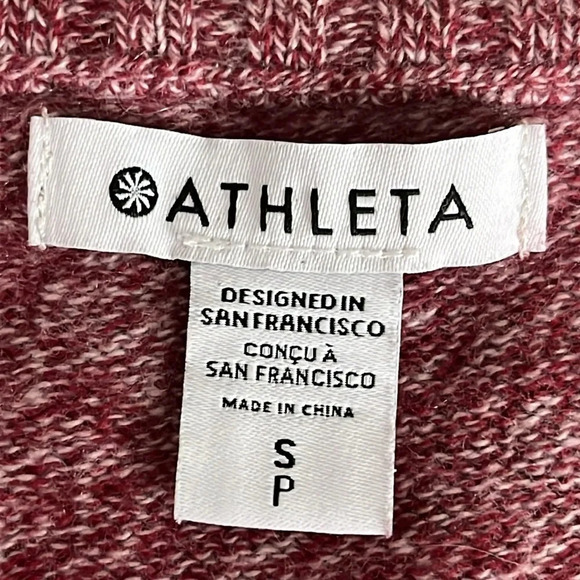 ATHLETA
DESIGNED IN
SAN FRANCISCO
CONÇU À
SAN FRANCISCO
MADE IN CHINA
S
P